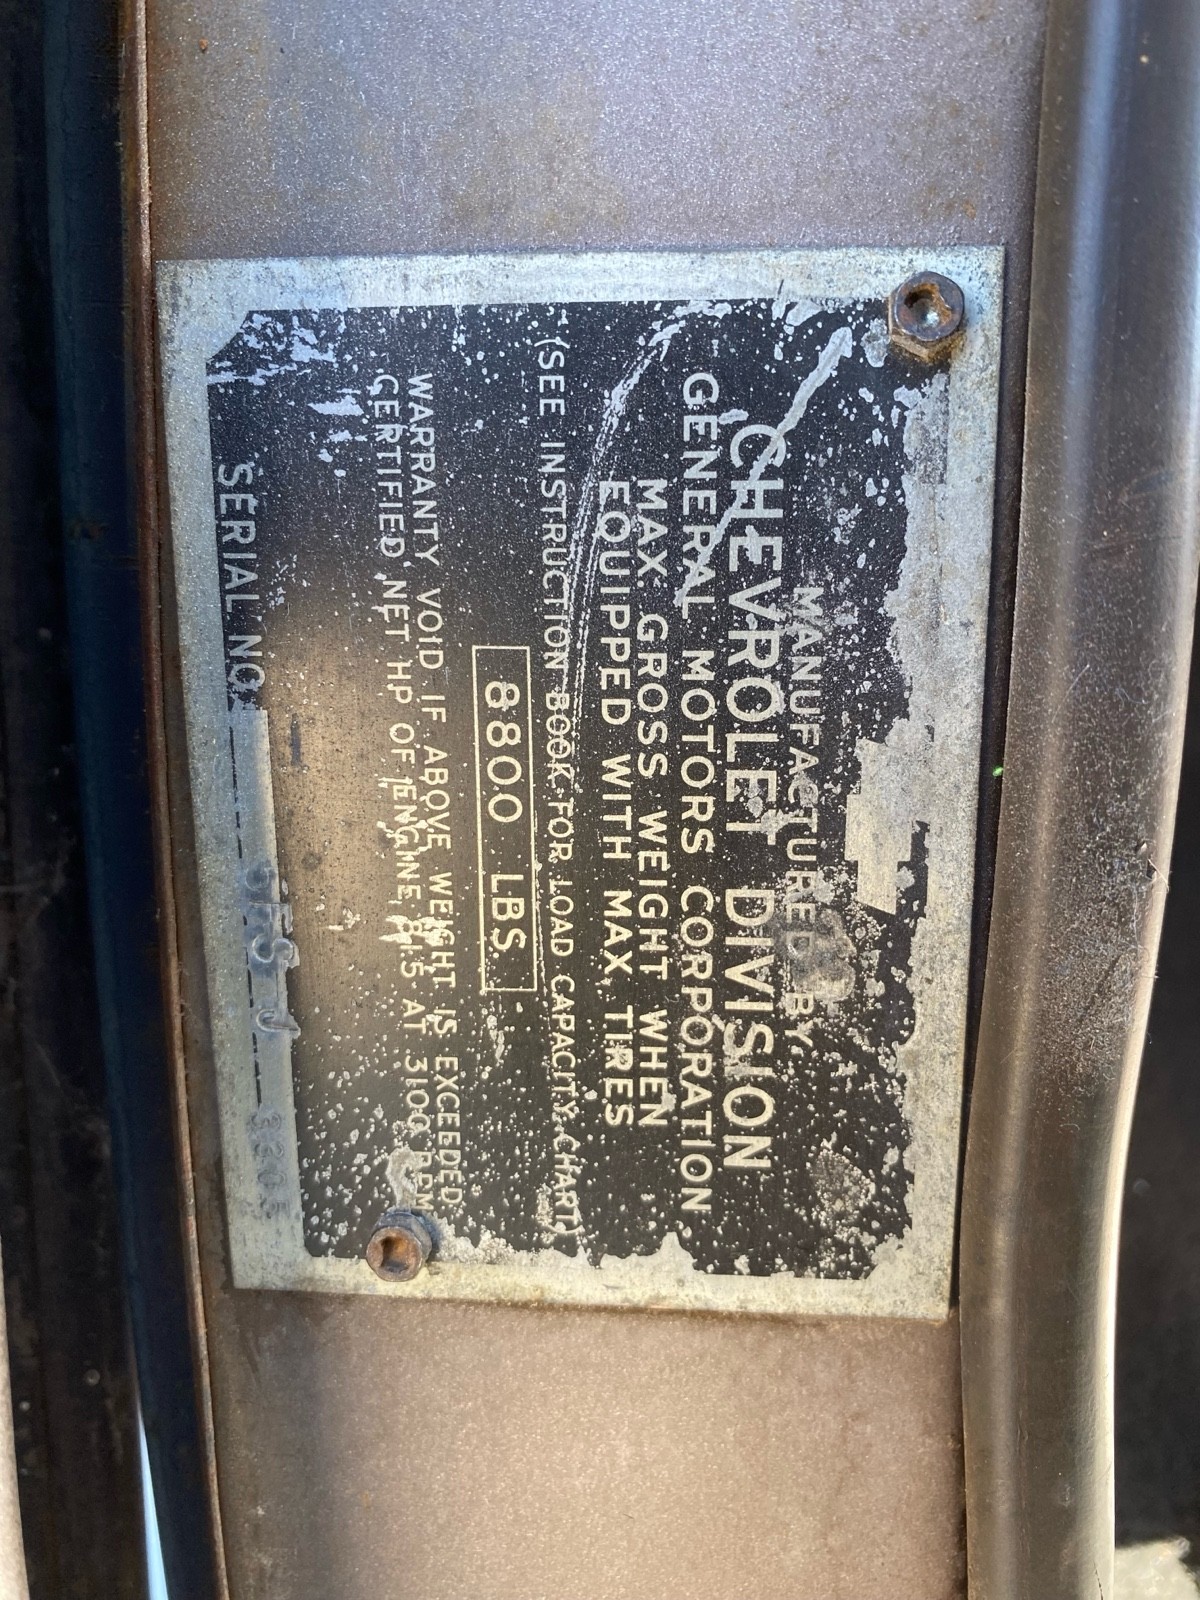 MANUFACTURED BY
CHEVROLET DIVISION
GENERAL MOTORS CORPORATION
MAX. GROSS WEIGHT WHEN
EQUIPPED WITH MAX. TIRES
(SEE INSTRUCTION BOOK FOR LOAD CAPACITY CHART)
8800 LBS.
WARRANTY VOID IF ABOVE WEIGHT IS EXCEEDED
CERTIFIED NET HP OF ENGINE, 81.5 AT 3100 RPM
SERIAL NO.